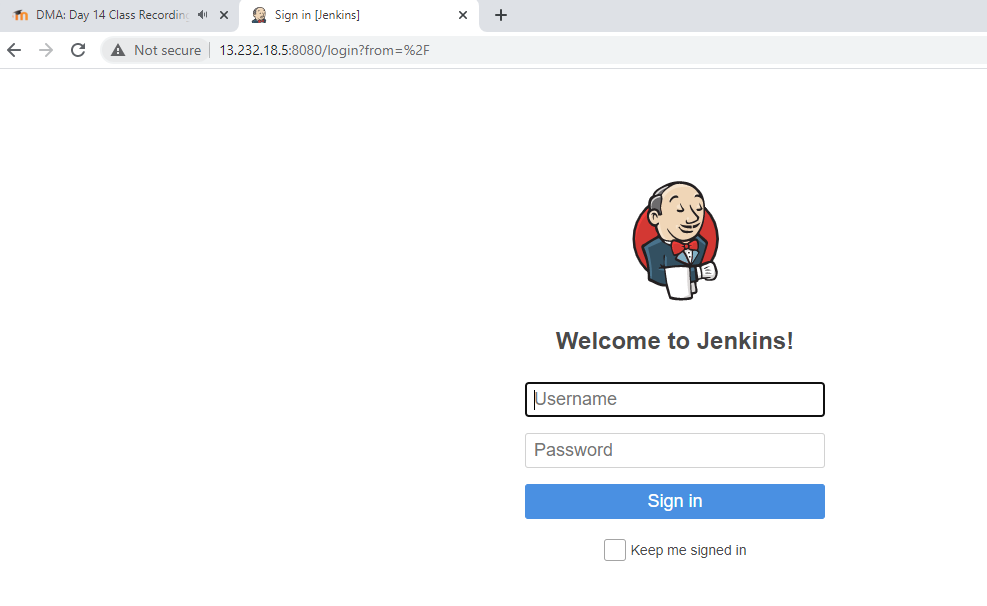 DMA: Day 14 Class Recording
Sign in [Jenkins]
Not secure
13.232.18.5:8080/login?from=%2F
Welcome to Jenkins!
Username
Password
Sign in
Keep me signed in